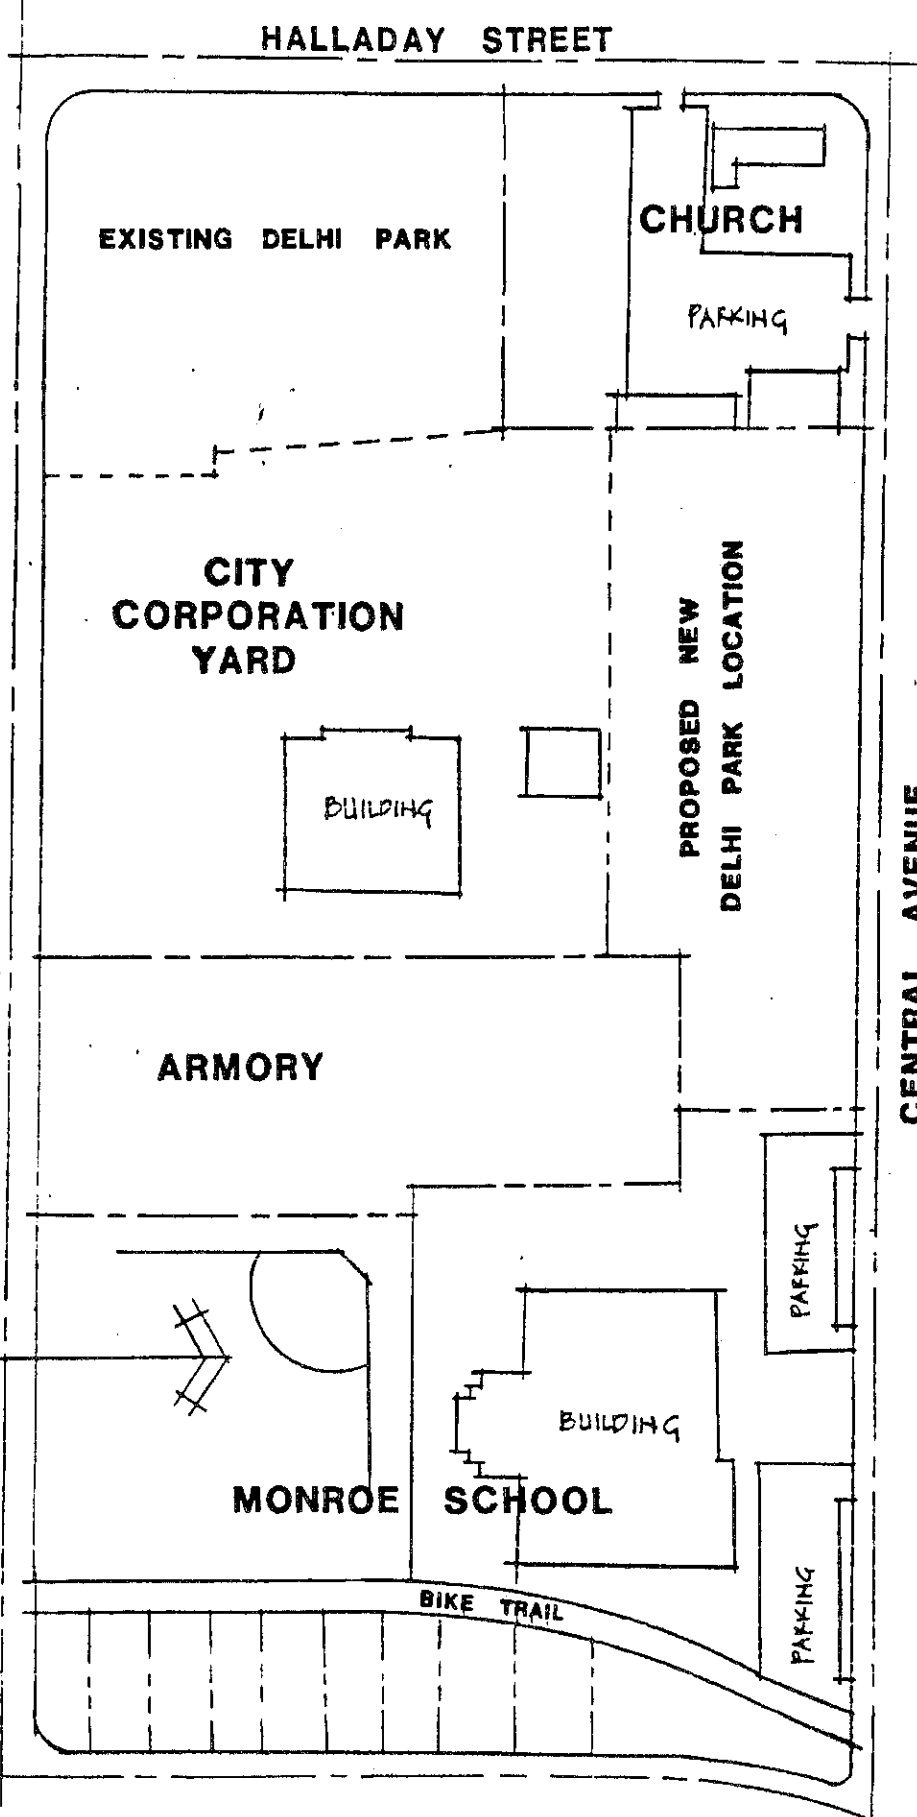 HALLADAY STREET
EXISTING DELHI PARK
CHURCH
PARKING
CITY
CORPORATION
YARD
PROPOSED NEW
DELHI PARK LOCATION
BUILDING
CENTRAL AVENUE
ARMORY
PARKING
BUILDING
MONROE SCHOOL
BIKE TRAIL
PARKING